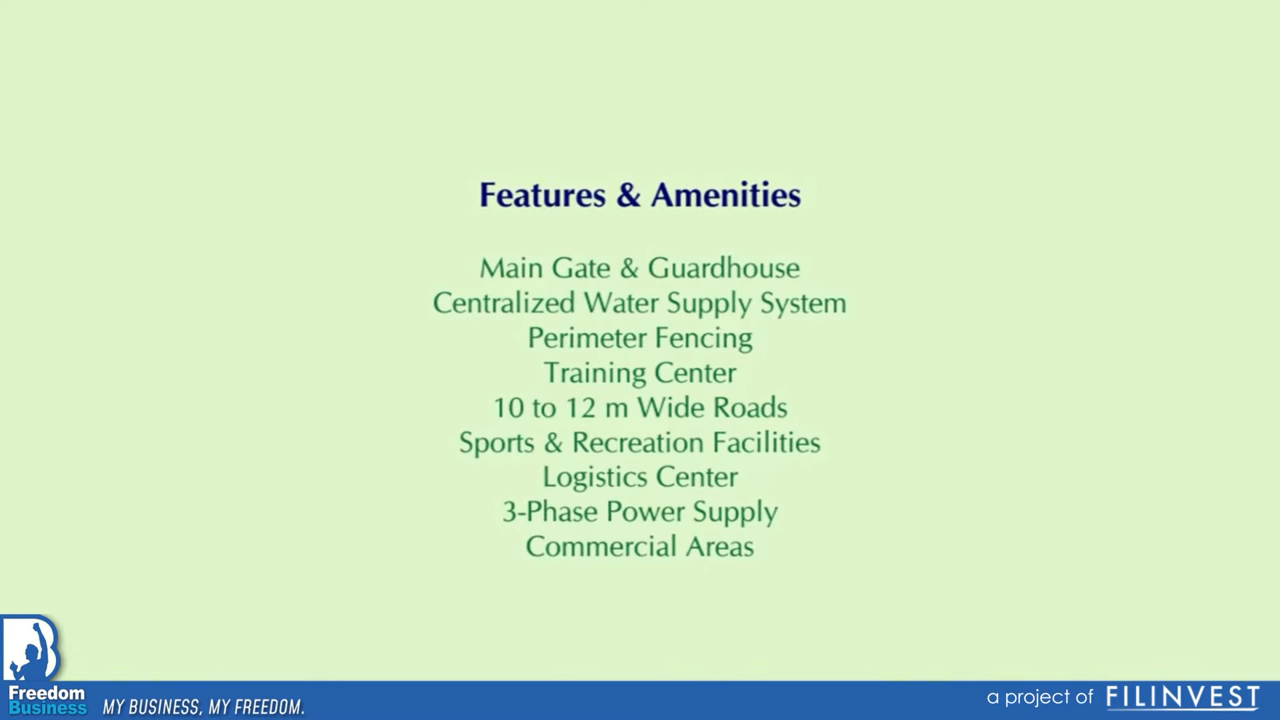 Features & Amenities
Main Gate & Guardhouse
Centralized Water Supply System
Perimeter Fencing
Training Center
10 to 12 m Wide Roads
Sports & Recreation Facilities
Logistics Center
3-Phase Power Supply
Commercial Areas
B
Freedom
Business
MY BUSINESS, MY FREEDOM.
a project of FILINVEST